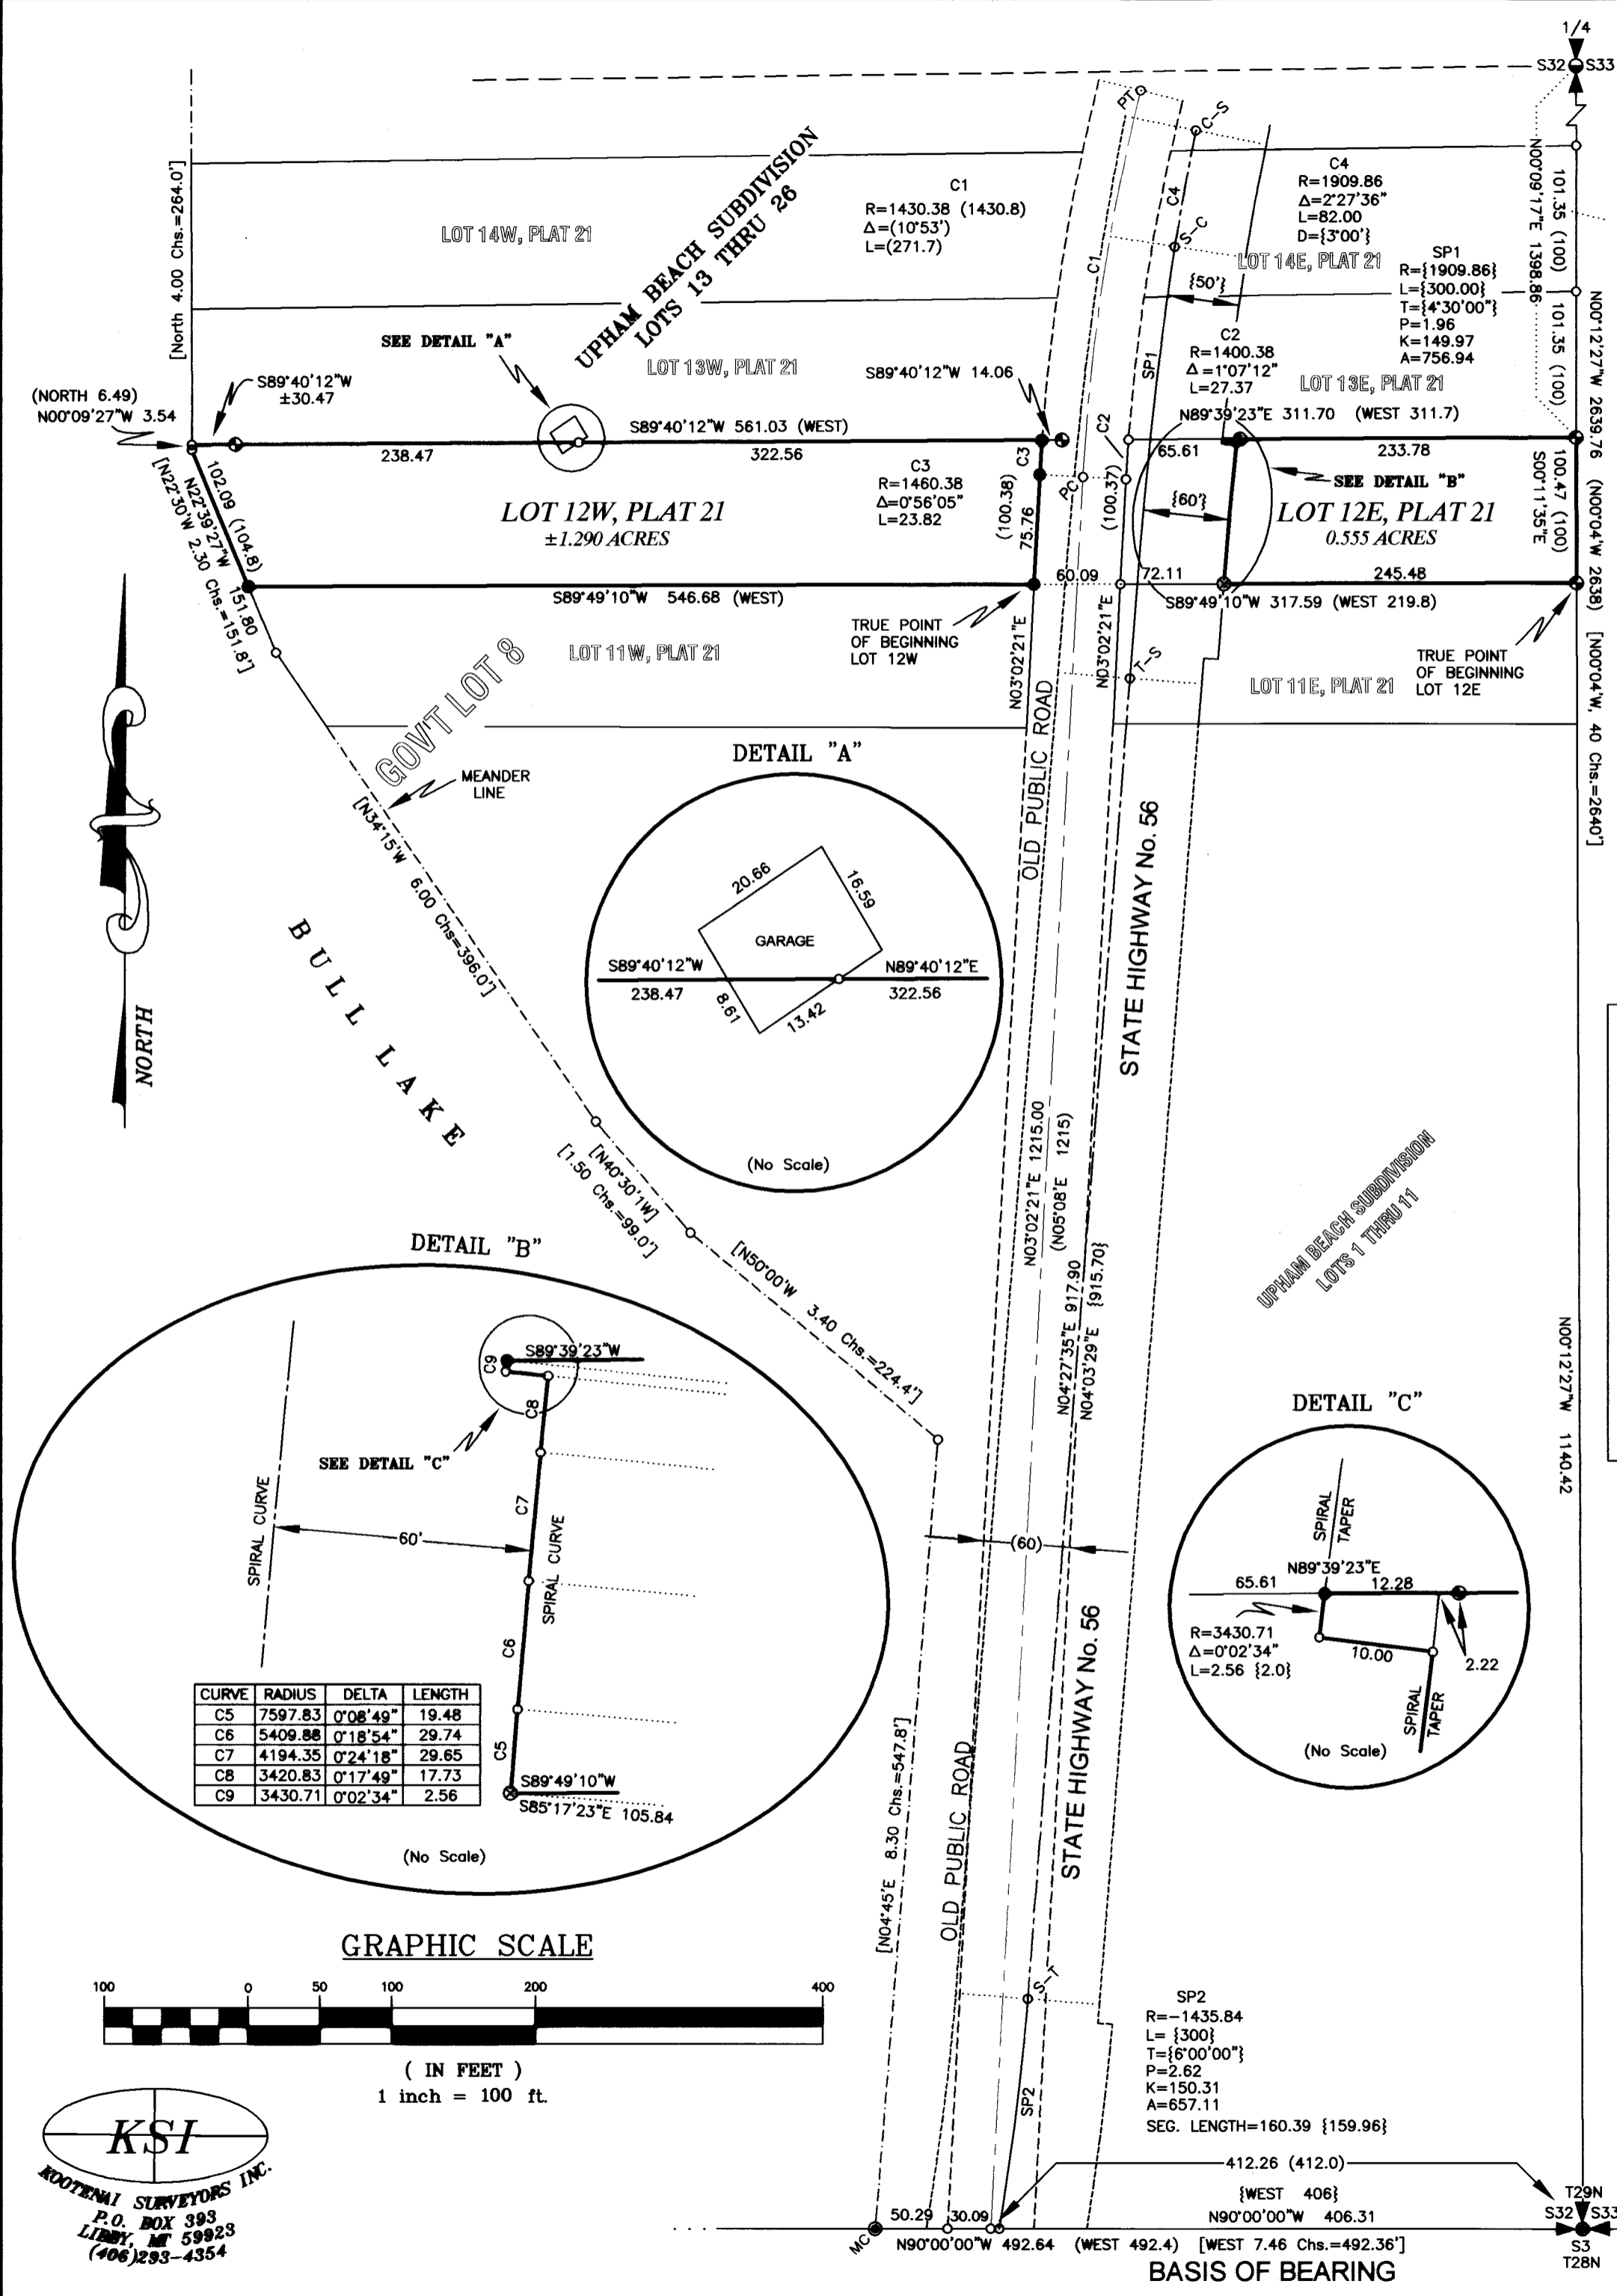 1/4
S32 S33
PT
C-S
[North 4.00 Chs.=264.0']
UPHAM BEACH SUBDIVISION
LOTS 13 THRU 26
LOT 14W, PLAT 21
C1
R=1430.38 (1430.8)
Δ=(10°53')
L=(271.7)
C1
C4
S-C
C4
R=1909.86
Δ=2°27'36"
L=82.00
D={3°00'}
LOT 14E, PLAT 21
SP1
R={1909.86}
L={300.00}
T={4°30'00"}
P=1.96
K=149.97
A=756.94
{50'}
N00°09'17"E 1398.86
101.35 (100)
101.35 (100)
N00°12'27"W 2639.76 (N00°04'W 2638) [N00°04'W, 40 Chs.=2640']
SEE DETAIL "A"
LOT 13W, PLAT 21
S89°40'12"W 14.06
SP1
C2
R=1400.38
Δ=1°07'12"
L=27.37
LOT 13E, PLAT 21
(NORTH 6.49)
N00°09'27"W 3.54
S89°40'12"W
±30.47
S89°40'12"W 561.03 (WEST)
238.47
322.56
N89°39'23"E 311.70 (WEST 311.7)
65.61
233.78
C2
C3
C3
R=1460.38
Δ=0°56'05"
L=23.82
PC
(100.38)
75.76
(100.37)
{60'}
SEE DETAIL "B"
100.47 (100)
S00°11'35"E
102.09 (104.8)
N22°39'27"W 151.80
[N22°30'W 2.30 Chs.=151.8']
LOT 12W, PLAT 21
±1.290 ACRES
LOT 12E, PLAT 21
0.555 ACRES
60.09
72.11
245.48
S89°49'10"W 546.68 (WEST)
S89°49'10"W 317.59 (WEST 219.8)
TRUE POINT
OF BEGINNING
LOT 12W
TRUE POINT
OF BEGINNING
LOT 12E
N03°02'21"E
N03°02'21"E
T-S
LOT 11W, PLAT 21
LOT 11E, PLAT 21
GOV'T LOT 8
MEANDER
LINE
[N34°15'W 6.00 Chs=396.0']
OLD PUBLIC ROAD
STATE HIGHWAY No. 56
DETAIL "A"
20.66
16.59
GARAGE
S89°40'12"W
238.47
N89°40'12"E
322.56
8.61
13.42
(No Scale)
NORTH
BULL LAKE
[N40°30'1W]
[1.50 Chs.=99.0']
[N50°00'W 3.40 Chs.=224.4']
N03°02'21"E 1215.00
(N05°08'E 1215)
N04°27'35"E 917.90
N04°03'29"E {915.70}
UPHAM BEACH SUBDIVISION
LOTS 1 THRU 11
N00°12'27"W 1140.42
DETAIL "B"
C9
S89°39'23"W
C8
SEE DETAIL "C"
C7
SPIRAL CURVE
60'
SPIRAL CURVE
C6
C5
S89°49'10"W
S85°17'23"E 105.84
CURVE RADIUS DELTA LENGTH
C5 7597.83 0°08'49" 19.48
C6 5409.88 0°18'54" 29.74
C7 4194.35 0°24'18" 29.65
C8 3420.83 0°17'49" 17.73
C9 3430.71 0°02'34" 2.56
(No Scale)
(60)
DETAIL "C"
SPIRAL
TAPER
N89°39'23"E
65.61
12.28
R=3430.71
Δ=0°02'34"
L=2.56 {2.0}
10.00
2.22
SPIRAL
TAPER
(No Scale)
[N04°45'E 8.30 Chs.=547.8']
OLD PUBLIC ROAD
STATE HIGHWAY No. 56
S-T
SP2
GRAPHIC SCALE
100 0 50 100 200 400
( IN FEET )
1 inch = 100 ft.
SP2
R=-1435.84
L= {300}
T={6°00'00"}
P=2.62
K=150.31
A=657.11
SEG. LENGTH=160.39 {159.96}
KSI
KOOTENAI SURVEYORS INC.
P.O. BOX 393
LIBBY, MT 59923
(406)293-4354
412.26 (412.0)
{WEST 406}
N90°00'00"W 406.31
50.29
30.09
MC
N90°00'00"W 492.64 (WEST 492.4) [WEST 7.46 Chs.=492.36']
BASIS OF BEARING
T29N
S32 S33
S3
T28N